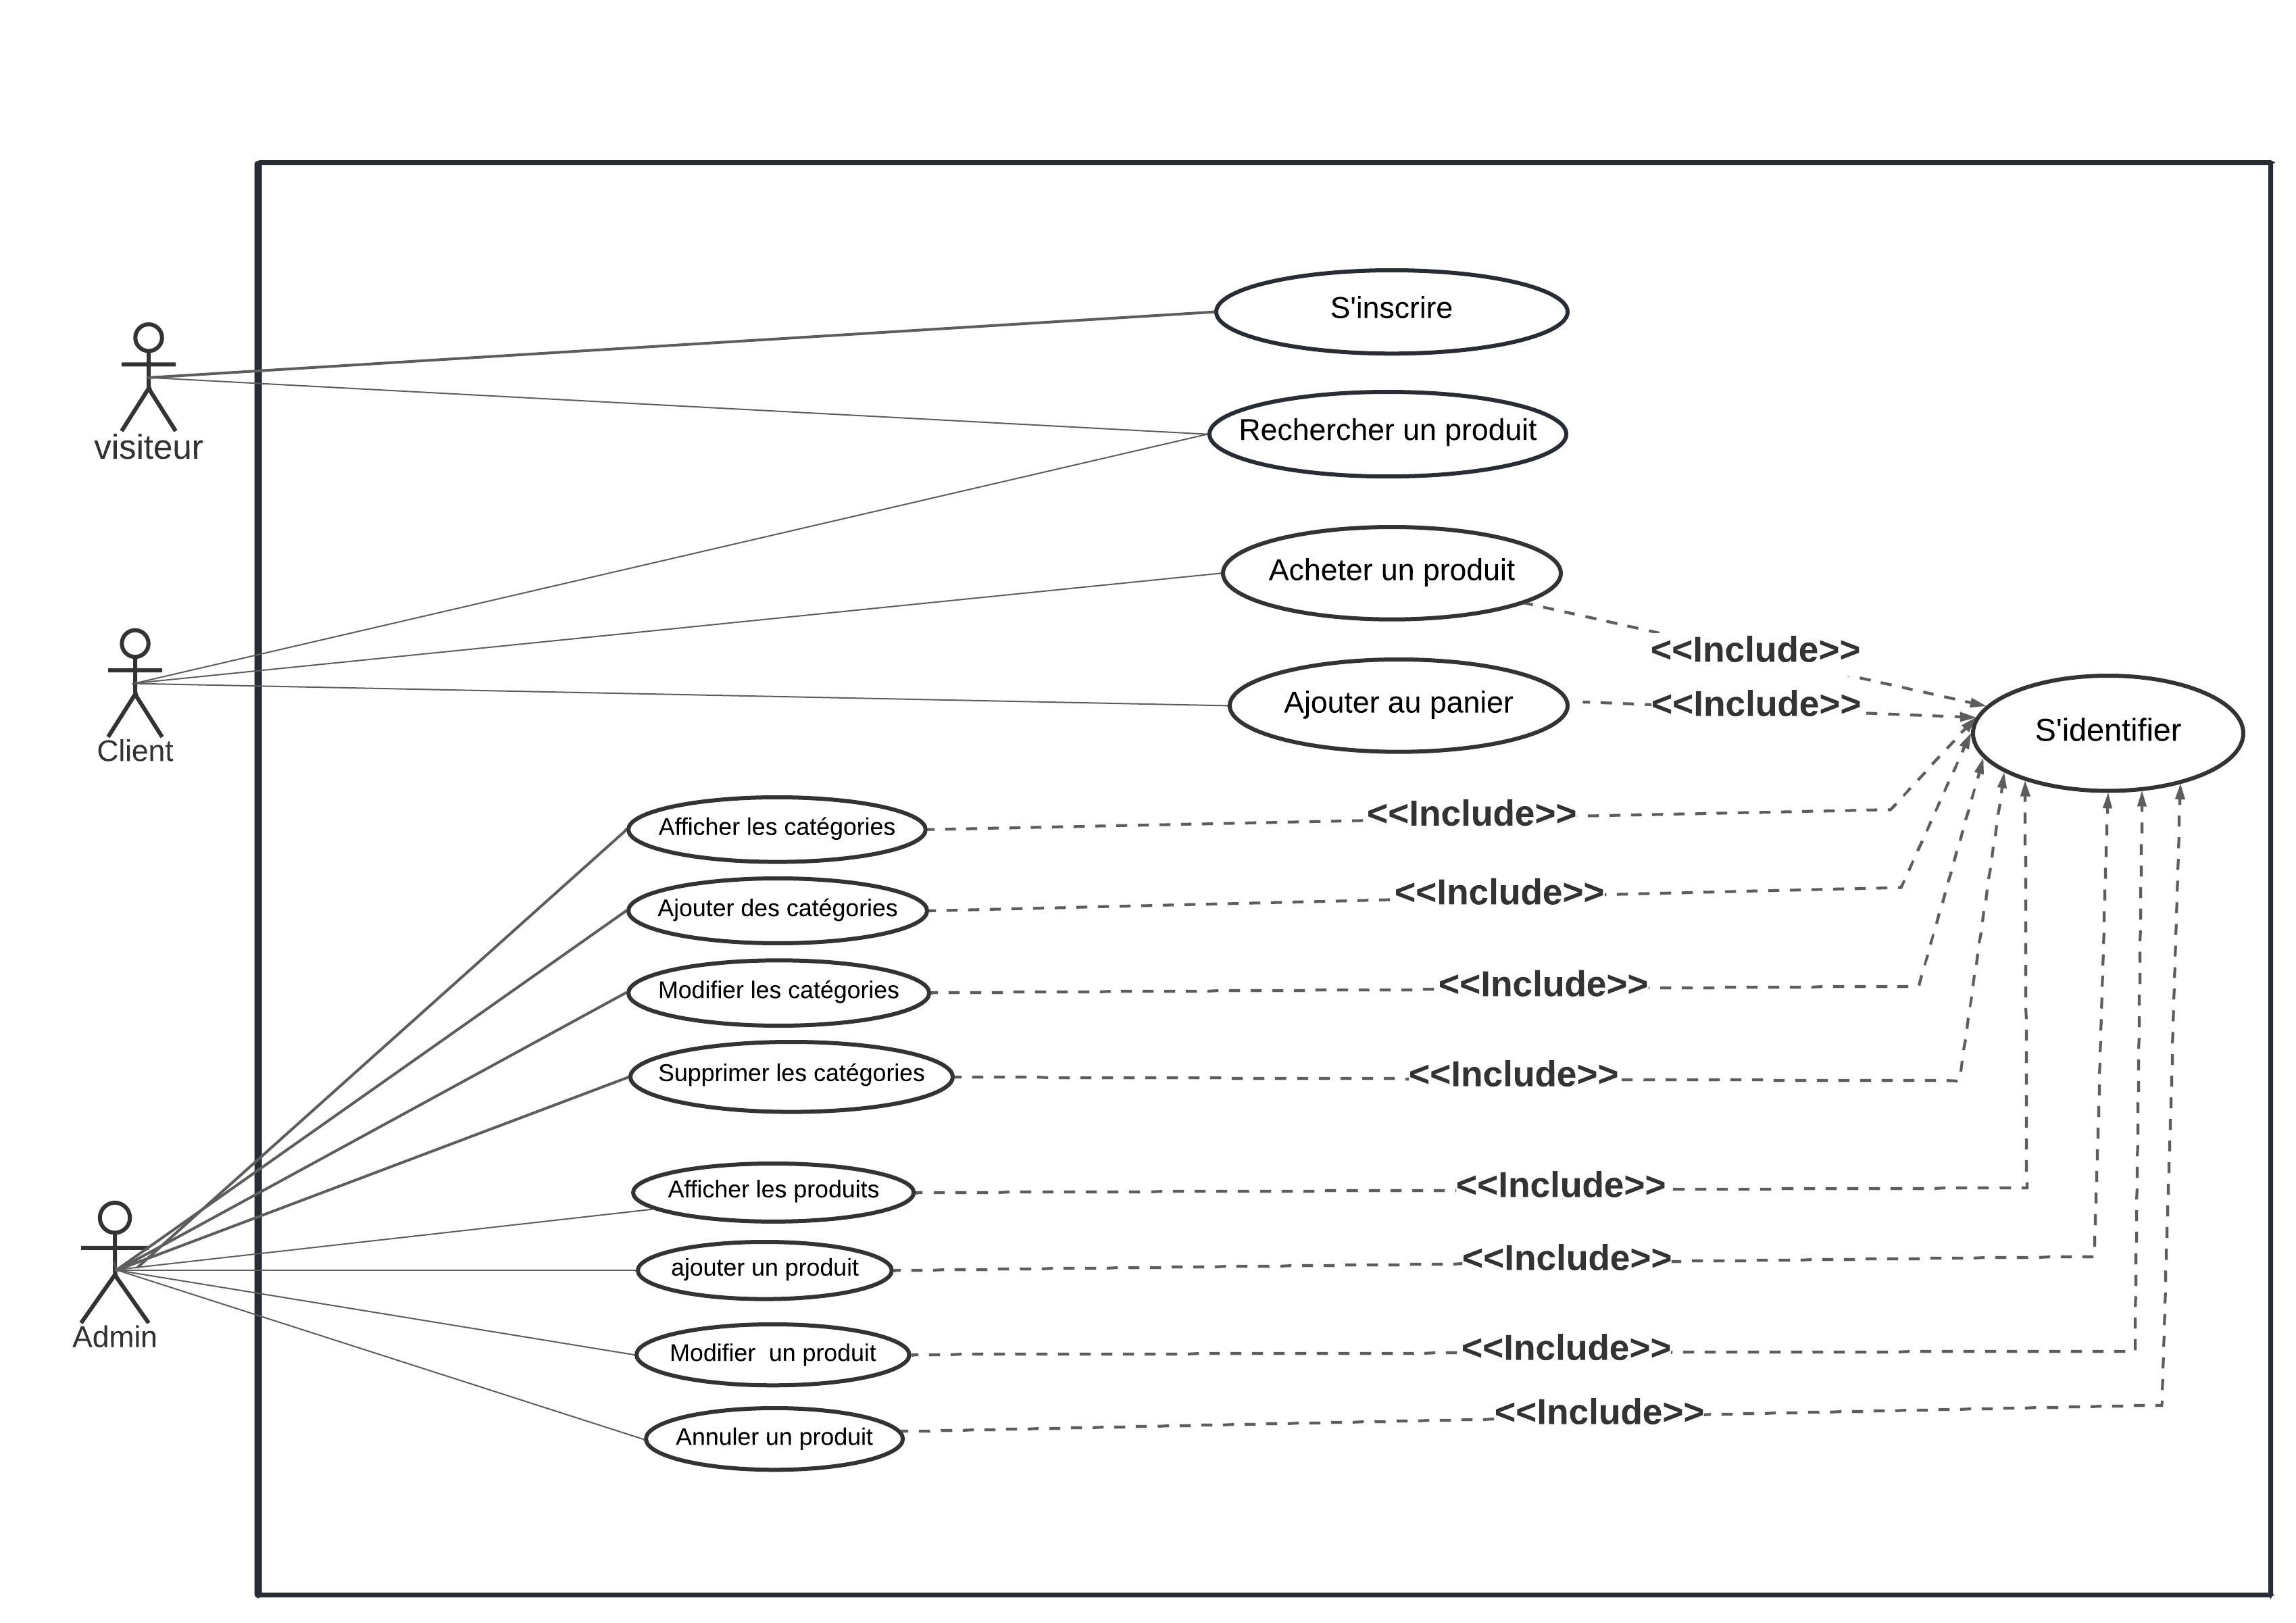 S'inscrire
visiteur
Rechercher un produit
Acheter un produit
<<Include>>
Client
Ajouter au panier
<<Include>>
S'identifier
Afficher les catégories
<<Include>>
Ajouter des catégories
<<Include>>
Modifier les catégories
<<Include>>
Supprimer les catégories
<<Include>>
Afficher les produits
<<Include>>
Admin
ajouter un produit
<<Include>>
Modifier  un produit
<<Include>>
Annuler un produit
<<Include>>